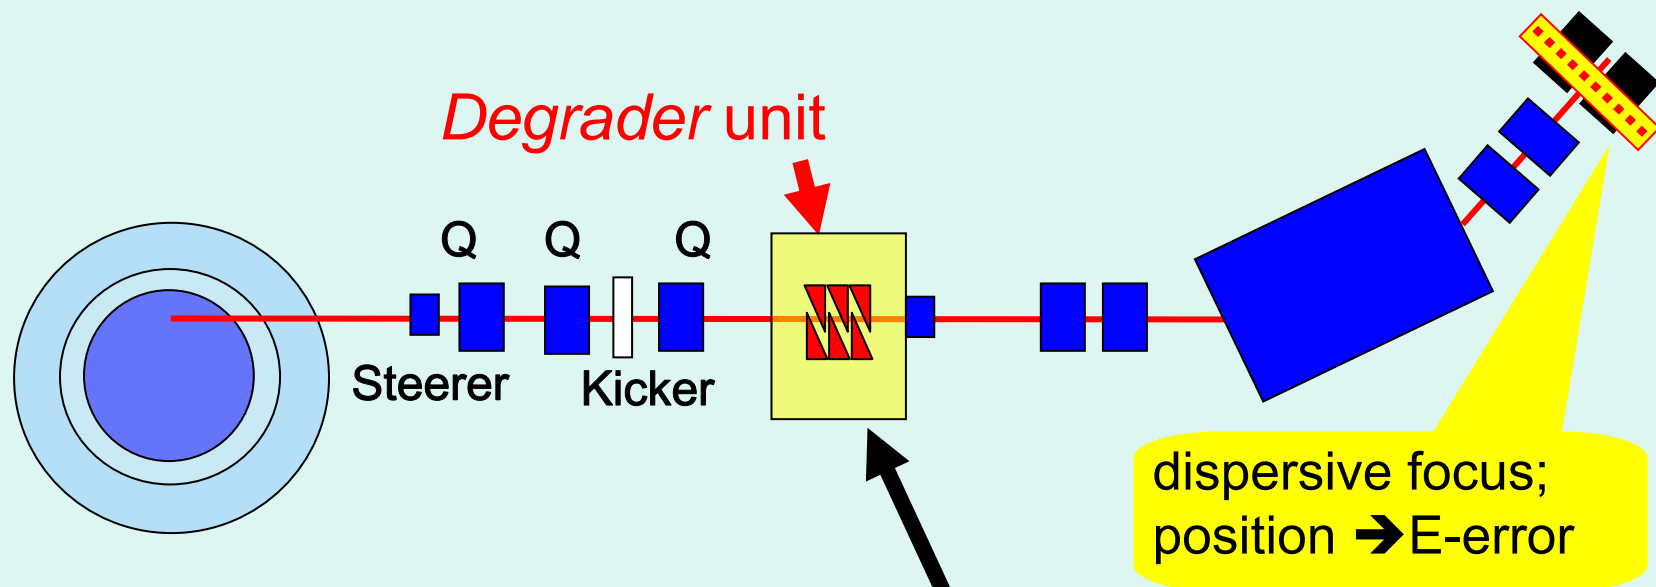 Degrader unit
Q Q Q
Steerer
Kicker
dispersive focus;
position ➔E-error